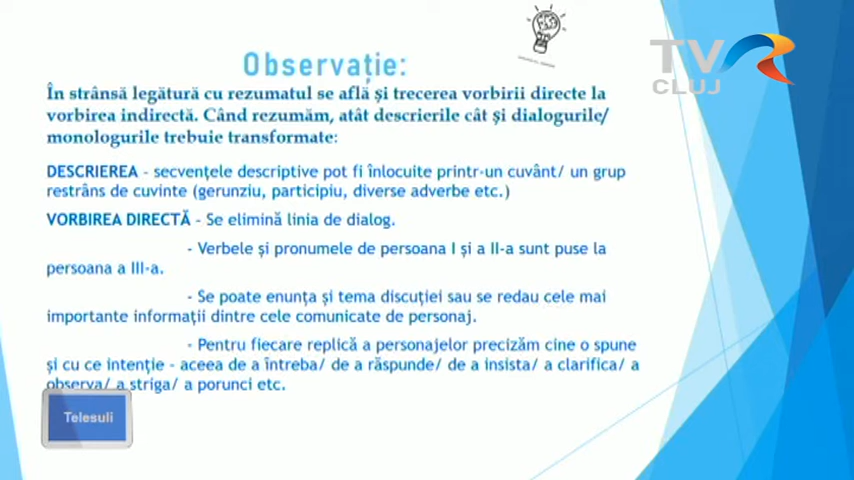 Observație:
TVR
CLUJ
În strânsă legătură cu rezumatul se află și trecerea vorbirii directe la
vorbirea indirectă. Când rezumăm, atât descrierile cât și dialogurile/
monologurile trebuie transformate:
DESCRIEREA - secvențele descriptive pot fi înlocuite printr-un cuvânt/ un grup
restrâns de cuvinte (gerunziu, participiu, diverse adverbe etc.)
VORBIREA DIRECTĂ - Se elimină linia de dialog.
- Verbele și pronumele de persoana I și a II-a sunt puse la
persoana a III-a.
- Se poate enunța și tema discuției sau se redau cele mai
importante informații dintre cele comunicate de personaj.
- Pentru fiecare replică a personajelor precizăm cine o spune
și cu ce intenție - aceea de a întreba/ de a răspunde/ de a insista/ a clarifica/ a
observa/ a striga/ a porunci etc.
Telesuli